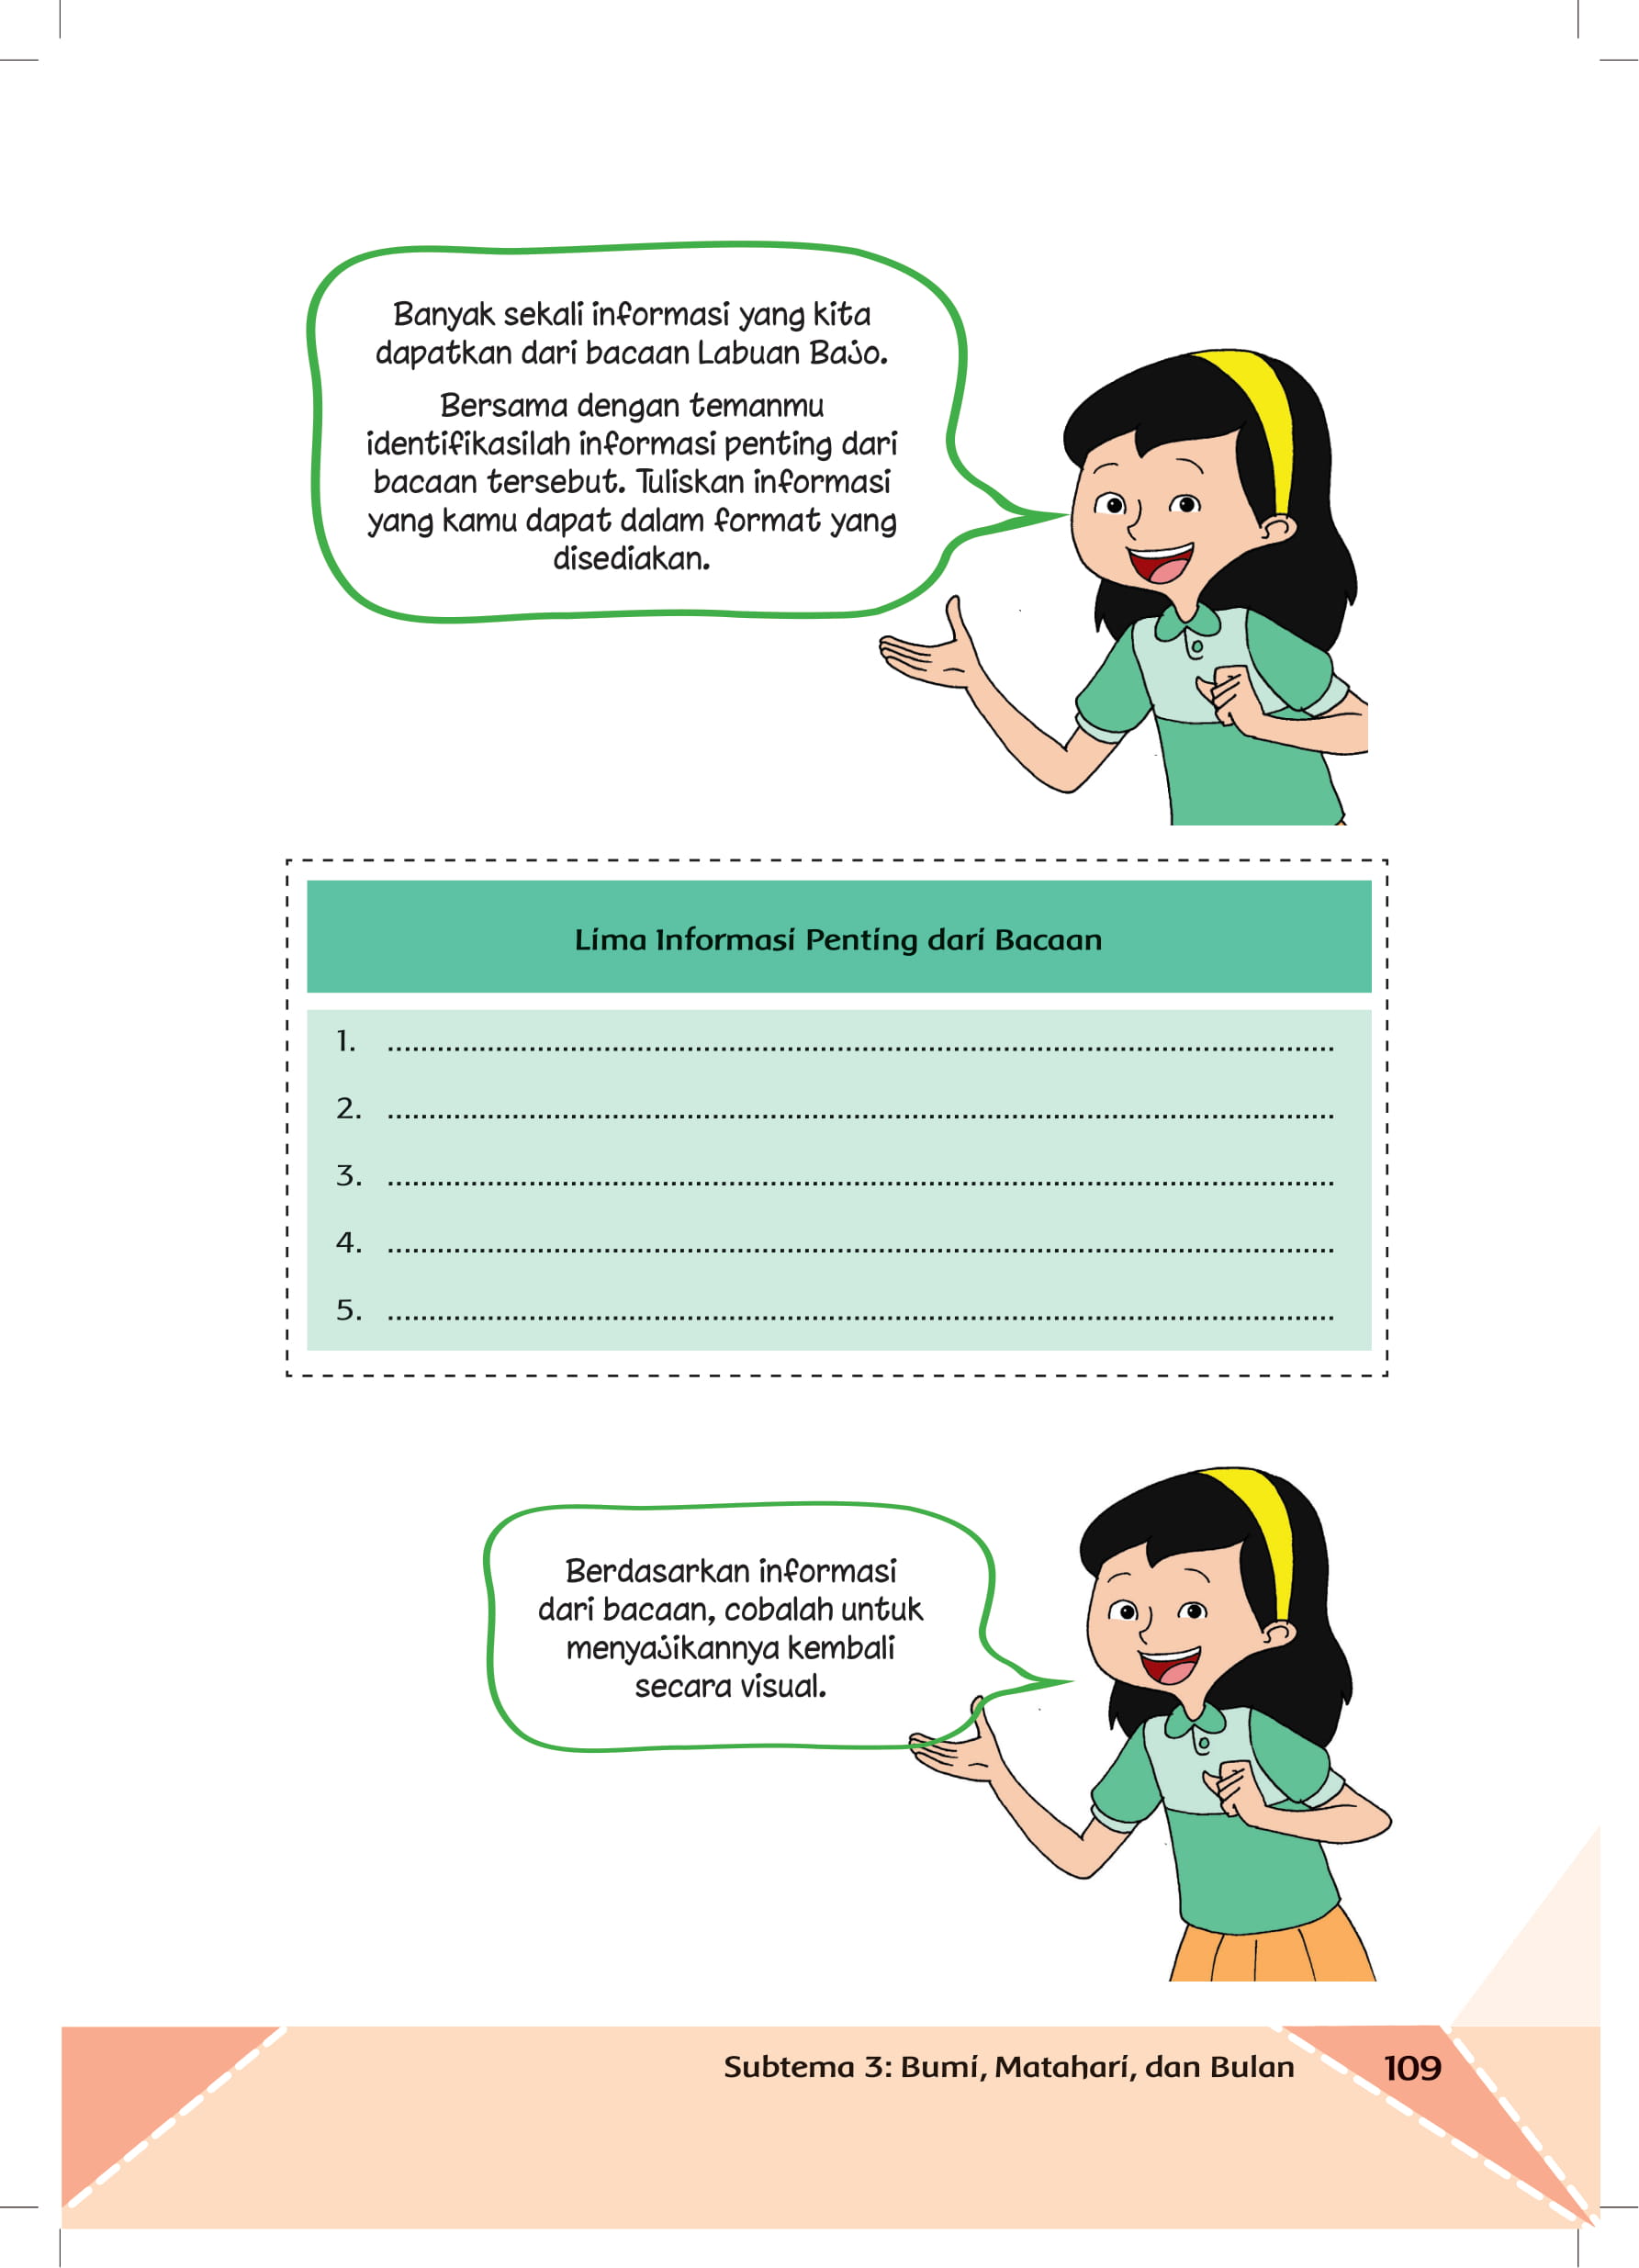 Banyak sekali informasi yang kita
dapatkan dari bacaan Labuan Bajo.
Bersama dengan temanmu
identifikasilah informasi penting dari
bacaan tersebut. Tuliskan informasi
yang kamu dapat dalam format yang
disediakan.
Lima Informasi Penting dari Bacaan
1. ........................................................................
2. ........................................................................
3. ........................................................................
4. ........................................................................
5. ........................................................................
Berdasarkan informasi
dari bacaan, cobalah untuk
menyajikannya kembali
secara visual.
Subtema 3: Bumi, Matahari, dan Bulan 109